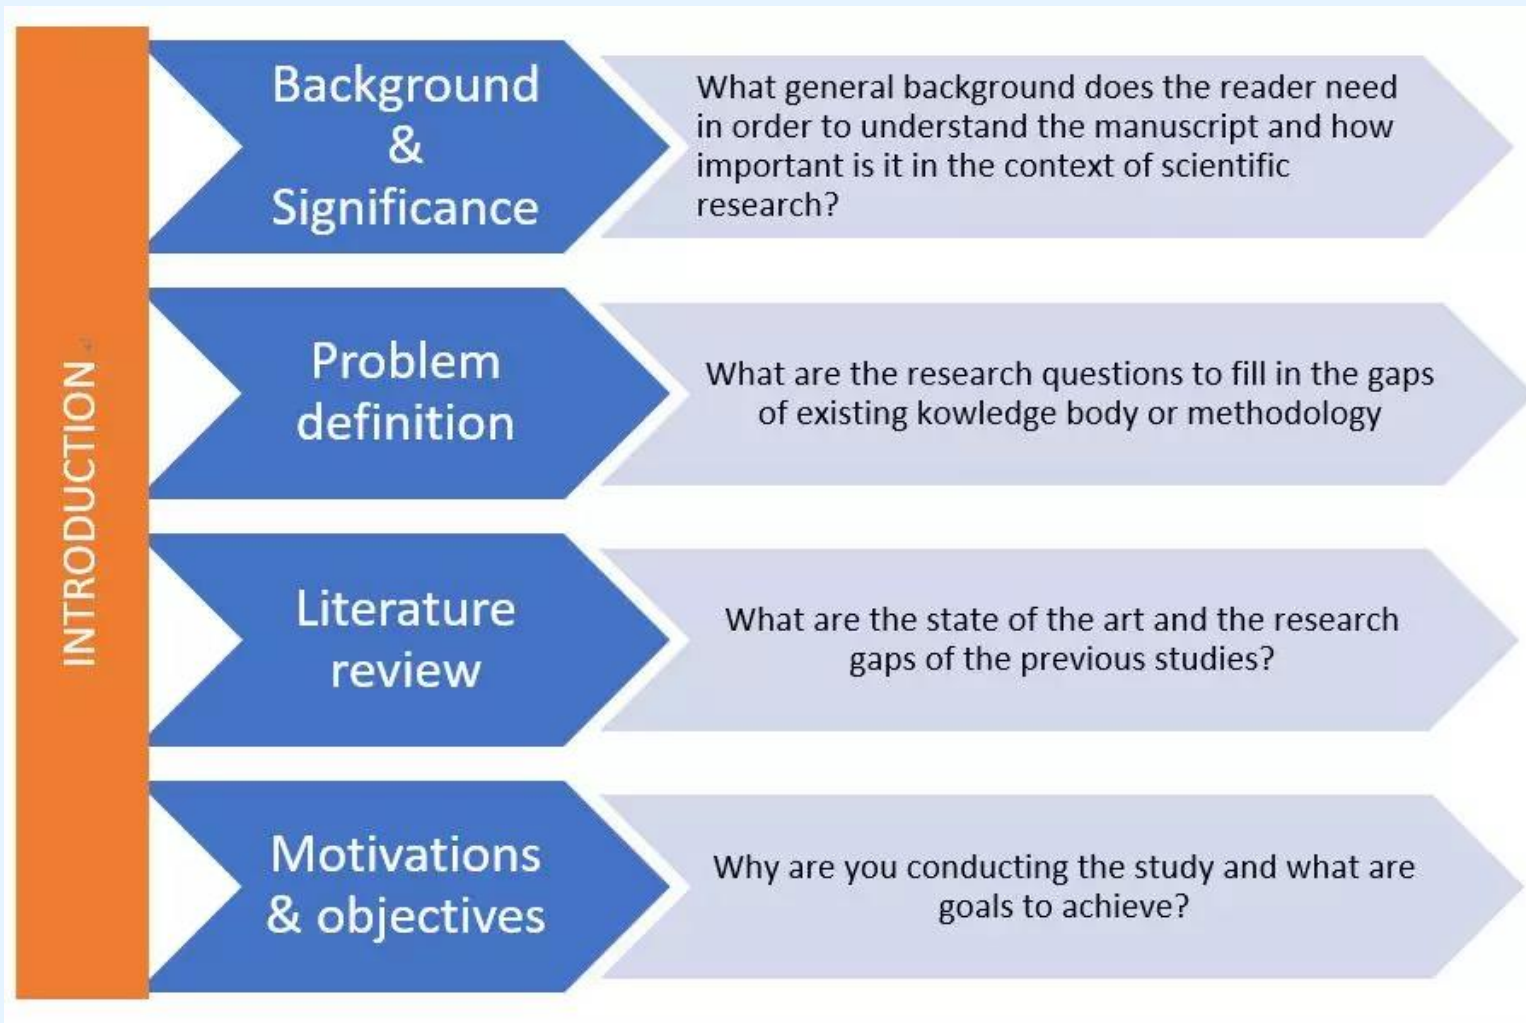 INTRODUCTION
Background
&
Significance
What general background does the reader need
in order to understand the manuscript and how
important is it in the context of scientific
research?
Problem
definition
What are the research questions to fill in the gaps
of existing kowledge body or methodology
Literature
review
What are the state of the art and the research
gaps of the previous studies?
Motivations
& objectives
Why are you conducting the study and what are
goals to achieve?